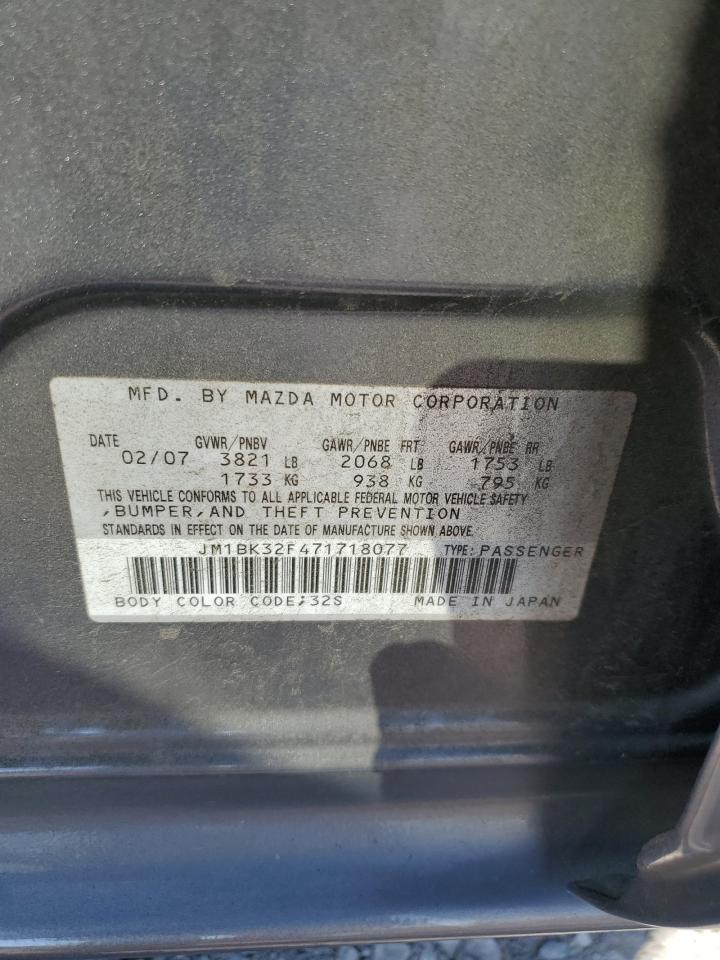 MFD. BY MAZDA MOTOR CORPORATION
DATE GVWR/PNBV GAWR/PNBE FRT GAWR/PNBE RR
02/07 3821 LB 2068 LB 1753 LB
1733 KG 938 KG 795 KG
THIS VEHICLE CONFORMS TO ALL APPLICABLE FEDERAL MOTOR VEHICLE SAFETY
,BUMPER,AND THEFT PREVENTION
STANDARDS IN EFFECT ON THE DATE OF MANUFACTURE SHOWN ABOVE.
JM1BK32F471718077 TYPE: PASSENGER
BODY COLOR CODE;32S MADE IN JAPAN